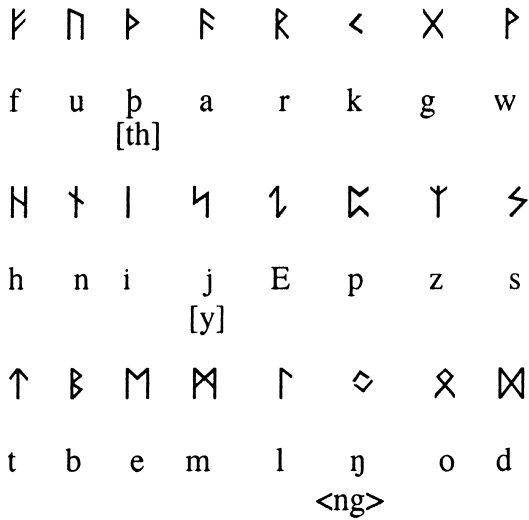 ᚠ ᚢ ᚦ ᚨ ᚱ ᚲ ᚷ ᚹ
f u þ a r k g w
[th]
ᚺ ᚾ ᛁ ᛃ ᛇ ᛈ ᛉ ᛊ
h n i j E p z s
[y]
ᛏ ᛒ ᛖ ᛗ ᛚ ᛜ ᛟ ᛞ
t b e m l ŋ o d
<ng>